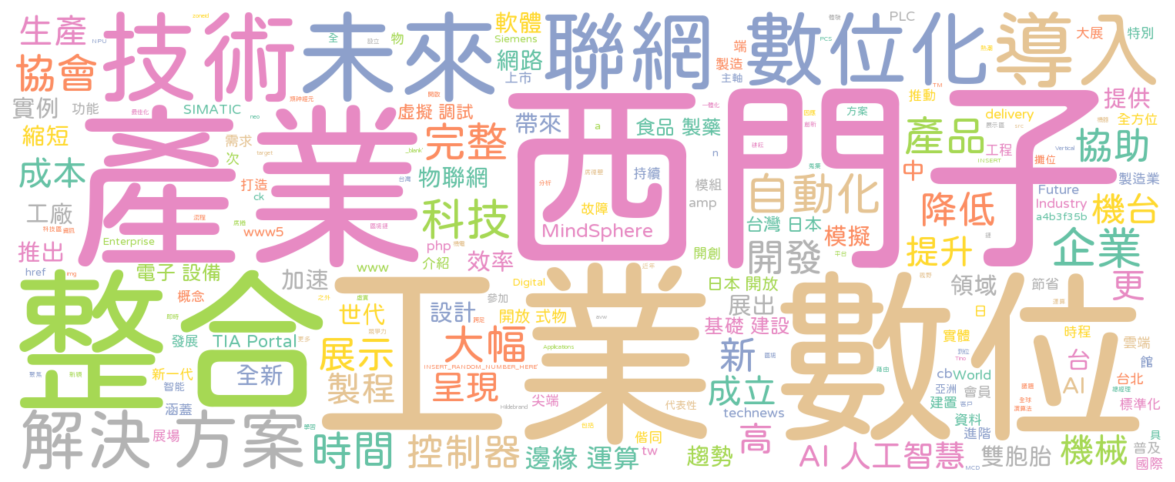 生產
技術
未來
軟體
Siemens
聯網
數位化
PLC
導入
大展
特別
協會
網路
上市
物
全
端
製造
主軸
實例
功能
SIMATIC
虛擬 調試
帶來
食品 製藥
推動
提供
全方位
縮短
需求
次
產業
完整
西門子
產品
delivery
協助
方案
成本
打造
ck
物聯網
持續
模組
amp
自動化
中
工程
攤位
製造業
Future
Industry
a4b3f35b
工廠
www5
科技
故障
MindSphere
台灣 日本
模擬
降低
機台
推出
Enterprise
php
介紹
效率
開創
開發
提升
企業
href
電子 設備
加速
www
日本 開放
領域
節省
更
概念
整合
工業
數位
世代
設計
參加
Digital
開放 式物
展出
基礎 建設
日
時程
發展
TIA Portal
展示
大幅
新
實體
台
雲端
INSERT_RANDOM_NUMBER_HERE
新一代
智能
全新
製程
呈現
尖端
成立
cb
World
會員
AI
台北
館
亞洲
涵蓋
代表性
technews
建置
資料
標準化
展場
解決 方案
時間
控制器
邊緣 運算
偕同
tw
趨勢
高
AI 人工智慧
進階
雙胞胎
機械
普及
國際
具